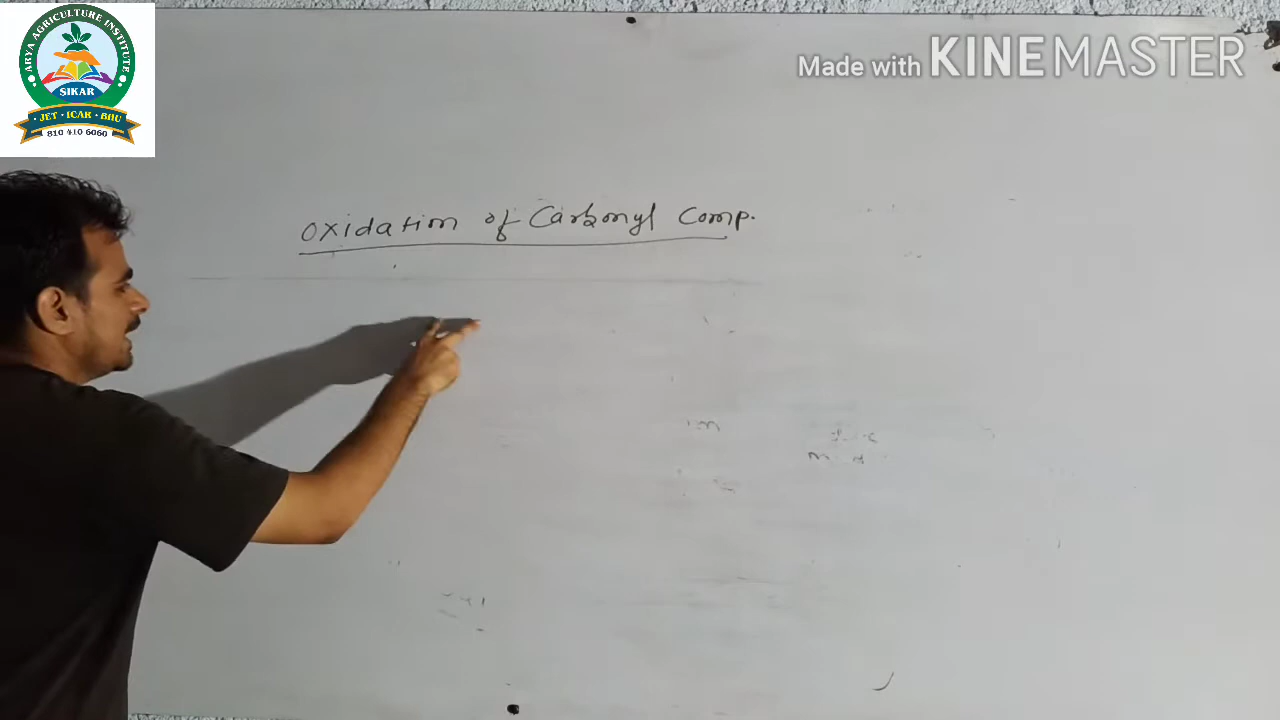 ARYA AGRICULTURE INSTITUTE
SIKAR
· JET · ICAR · BHU ·
810 410 6060
Made with KINEMASTER
Oxidation of Carbonyl Comp.